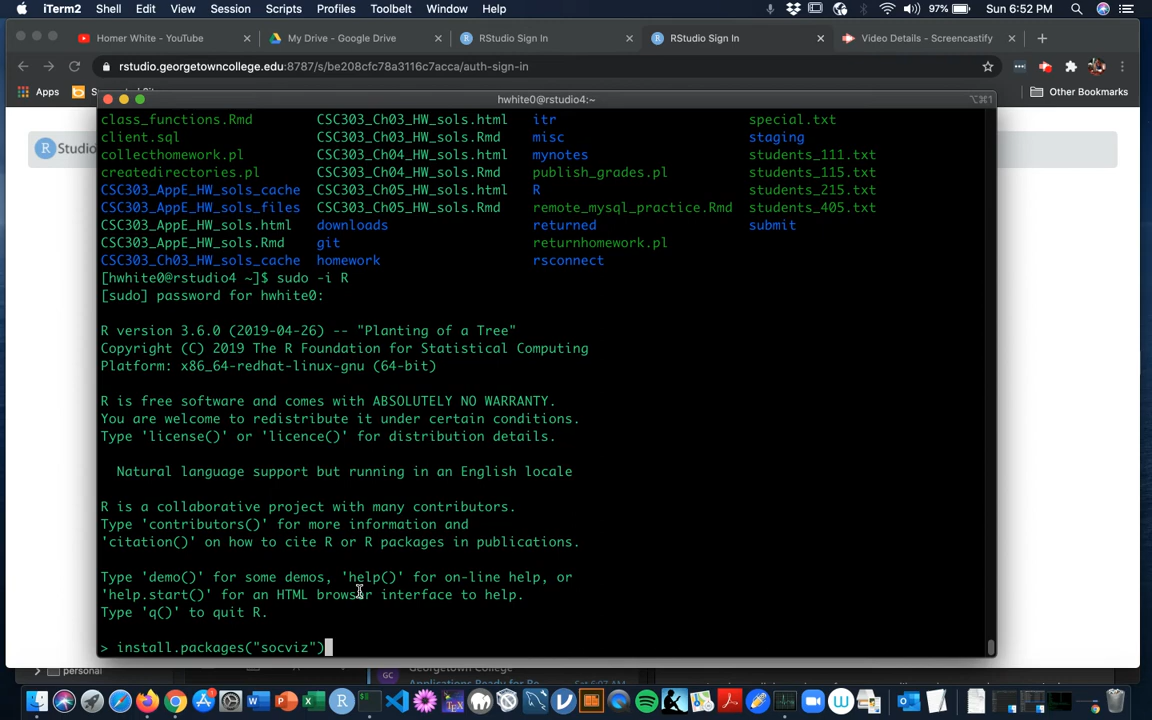 iTerm2 Shell Edit View Session Scripts Profiles Toolbelt Window Help 97% Sun 6:52 PM
Homer White - YouTube My Drive - Google Drive RStudio Sign In RStudio Sign In Video Details - Screencastify
rstudio.georgetowncollege.edu:8787/s/be208cfc78a3116c7acca/auth-sign-in
Apps Other Bookmarks
hwhite0@rstudio4:~ ⌥⌘1
class_functions.Rmd CSC303_Ch03_HW_sols.html itr special.txt
client.sql CSC303_Ch03_HW_sols.Rmd misc staging
R Studio
collecthomework.pl CSC303_Ch04_HW_sols.html mynotes students_111.txt
createdirectories.pl CSC303_Ch04_HW_sols.Rmd publish_grades.pl students_115.txt
CSC303_AppE_HW_sols_cache CSC303_Ch05_HW_sols.html R students_215.txt
CSC303_AppE_HW_sols_files CSC303_Ch05_HW_sols.Rmd remote_mysql_practice.Rmd students_405.txt
CSC303_AppE_HW_sols.html downloads returned submit
CSC303_AppE_HW_sols.Rmd git returnhomework.pl
CSC303_Ch03_HW_sols_cache homework rsconnect
[hwhite0@rstudio4 ~]$ sudo -i R
[sudo] password for hwhite0:
R version 3.6.0 (2019-04-26) -- "Planting of a Tree"
Copyright (C) 2019 The R Foundation for Statistical Computing
Platform: x86_64-redhat-linux-gnu (64-bit)
R is free software and comes with ABSOLUTELY NO WARRANTY.
You are welcome to redistribute it under certain conditions.
Type 'license()' or 'licence()' for distribution details.
Natural language support but running in an English locale
R is a collaborative project with many contributors.
Type 'contributors()' for more information and
'citation()' on how to cite R or R packages in publications.
Type 'demo()' for some demos, 'help()' for on-line help, or
'help.start()' for an HTML browser interface to help.
Type 'q()' to quit R.
> install.packages("socviz")
personal GC